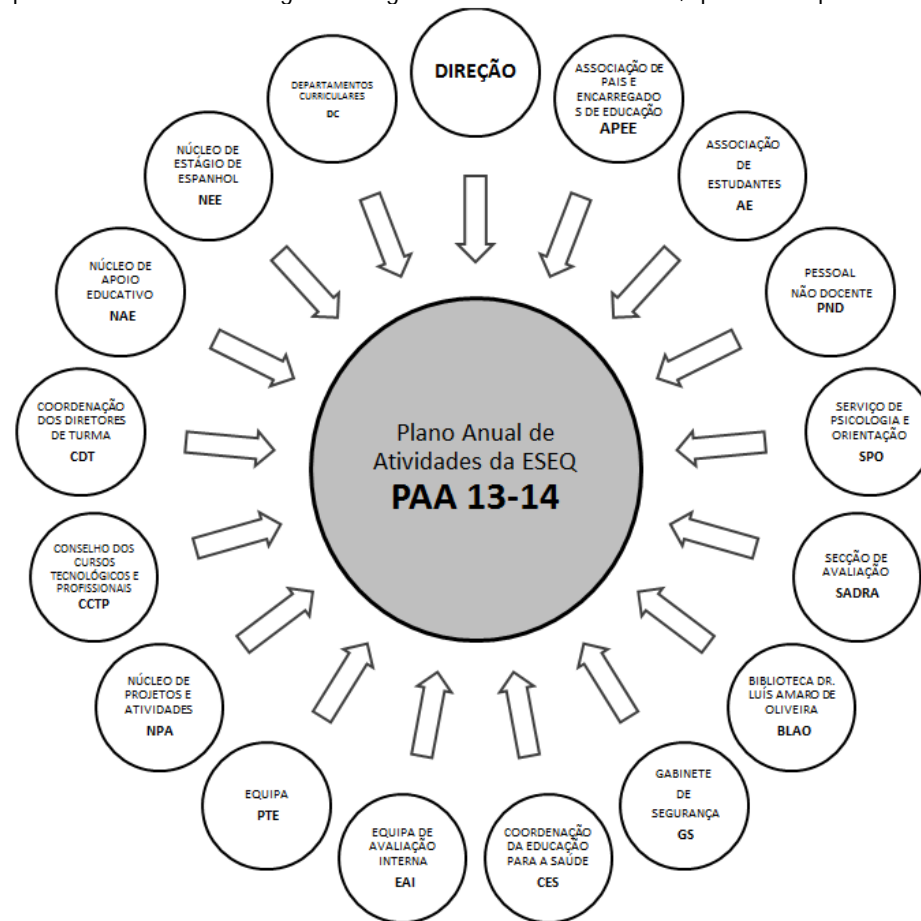 DIREÇÃO
ASSOCIAÇÃO DE
PAIS E
ENCARREGADO
S DE EDUCAÇÃO
APEE
ASSOCIAÇÃO
DE
ESTUDANTES
AE
PESSOAL
NÃO DOCENTE
PND
SERVIÇO DE
PSICOLOGIA E
ORIENTAÇÃO
SPO
SECÇÃO DE
AVALIAÇÃO
SADRA
BIBLIOTECA DR.
LUÍS AMARO DE
OLIVEIRA
BLAO
GABINETE
DE
SEGURANÇA
GS
COORDENAÇÃO
DA EDUCAÇÃO
PARA A SAÚDE
CES
EQUIPA DE
AVALIAÇÃO
INTERNA
EAI
EQUIPA
PTE
NÚCLEO DE
PROJETOS E
ATIVIDADES
NPA
CONSELHO DOS
CURSOS
TECNOLÓGICOS E
PROFISSIONAIS
CCTP
COORDENAÇÃO
DOS DIRETORES
DE TURMA
CDT
NÚCLEO DE
APOIO
EDUCATIVO
NAE
NÚCLEO DE
ESTÁGIO DE
ESPANHOL
NEE
DEPARTAMENTOS
CURRICULARES
DC
Plano Anual de
Atividades da ESEQ
PAA 13-14